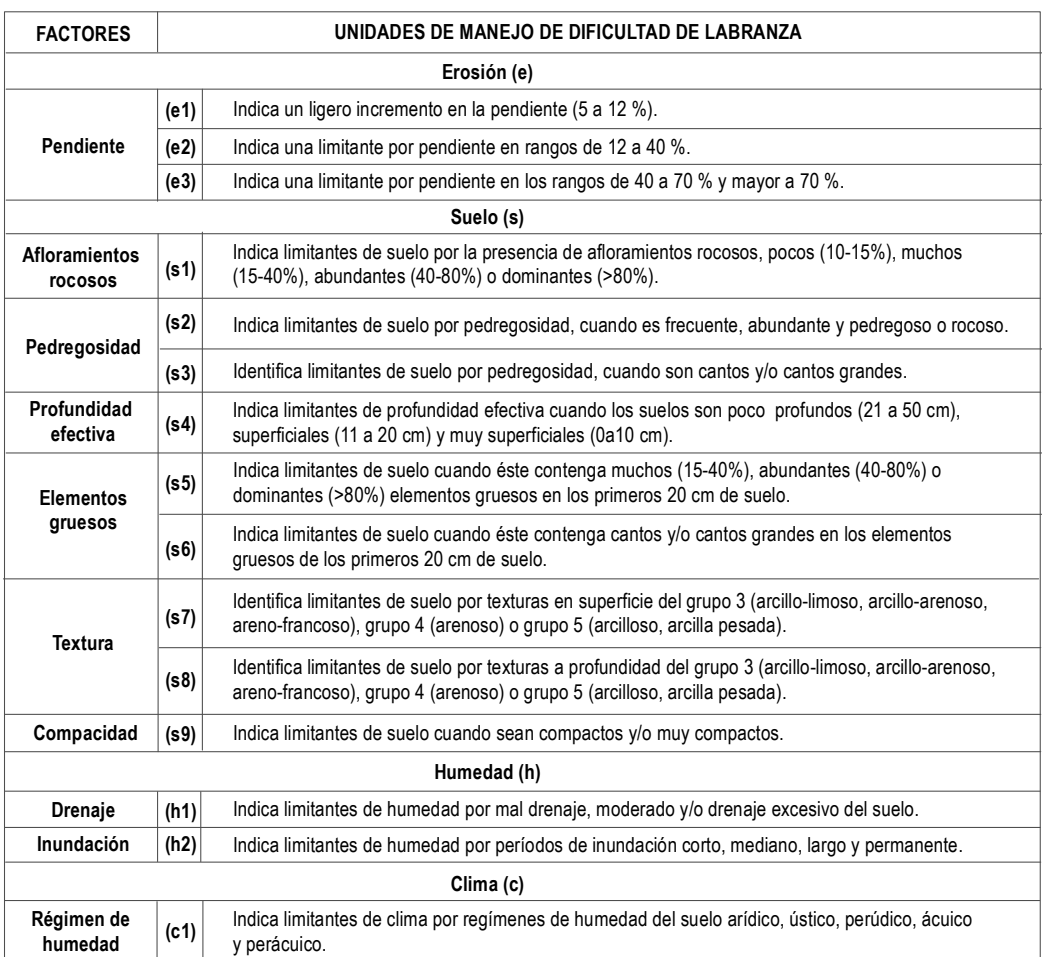 FACTORES UNIDADES DE MANEJO DE DIFICULTAD DE LABRANZA
Erosión (e)
Pendiente
(e1) Indica un ligero incremento en la pendiente (5 a 12 %).
(e2) Indica una limitante por pendiente en rangos de 12 a 40 %.
(e3) Indica una limitante por pendiente en los rangos de 40 a 70 % y mayor a 70 %.
Suelo (s)
Afloramientos
rocosos
(s1)
Indica limitantes de suelo por la presencia de afloramientos rocosos, pocos (10-15%), muchos
(15-40%), abundantes (40-80%) o dominantes (>80%).
Pedregosidad
(s2) Indica limitantes de suelo por pedregosidad, cuando es frecuente, abundante y pedregoso o rocoso.
(s3) Identifica limitantes de suelo por pedregosidad, cuando son cantos y/o cantos grandes.
Profundidad
efectiva
(s4)
Indica limitantes de profundidad efectiva cuando los suelos son poco profundos (21 a 50 cm),
superficiales (11 a 20 cm) y muy superficiales (0a10 cm).
Elementos
gruesos
(s5)
Indica limitantes de suelo cuando éste contenga muchos (15-40%), abundantes (40-80%) o
dominantes (>80%) elementos gruesos en los primeros 20 cm de suelo.
(s6)
Indica limitantes de suelo cuando éste contenga cantos y/o cantos grandes en los elementos
gruesos de los primeros 20 cm de suelo.
Textura
(s7)
Identifica limitantes de suelo por texturas en superficie del grupo 3 (arcillo-limoso, arcillo-arenoso,
areno-francoso), grupo 4 (arenoso) o grupo 5 (arcilloso, arcilla pesada).
(s8)
Identifica limitantes de suelo por texturas a profundidad del grupo 3 (arcillo-limoso, arcillo-arenoso,
areno-francoso), grupo 4 (arenoso) o grupo 5 (arcilloso, arcilla pesada).
Compacidad (s9) Indica limitantes de suelo cuando sean compactos y/o muy compactos.
Humedad (h)
Drenaje (h1) Indica limitantes de humedad por mal drenaje, moderado y/o drenaje excesivo del suelo.
Inundación (h2) Indica limitantes de humedad por períodos de inundación corto, mediano, largo y permanente.
Clima (c)
Régimen de
humedad
(c1)
Indica limitantes de clima por regímenes de humedad del suelo arídico, ústico, perúdico, ácuico
y perácuico.